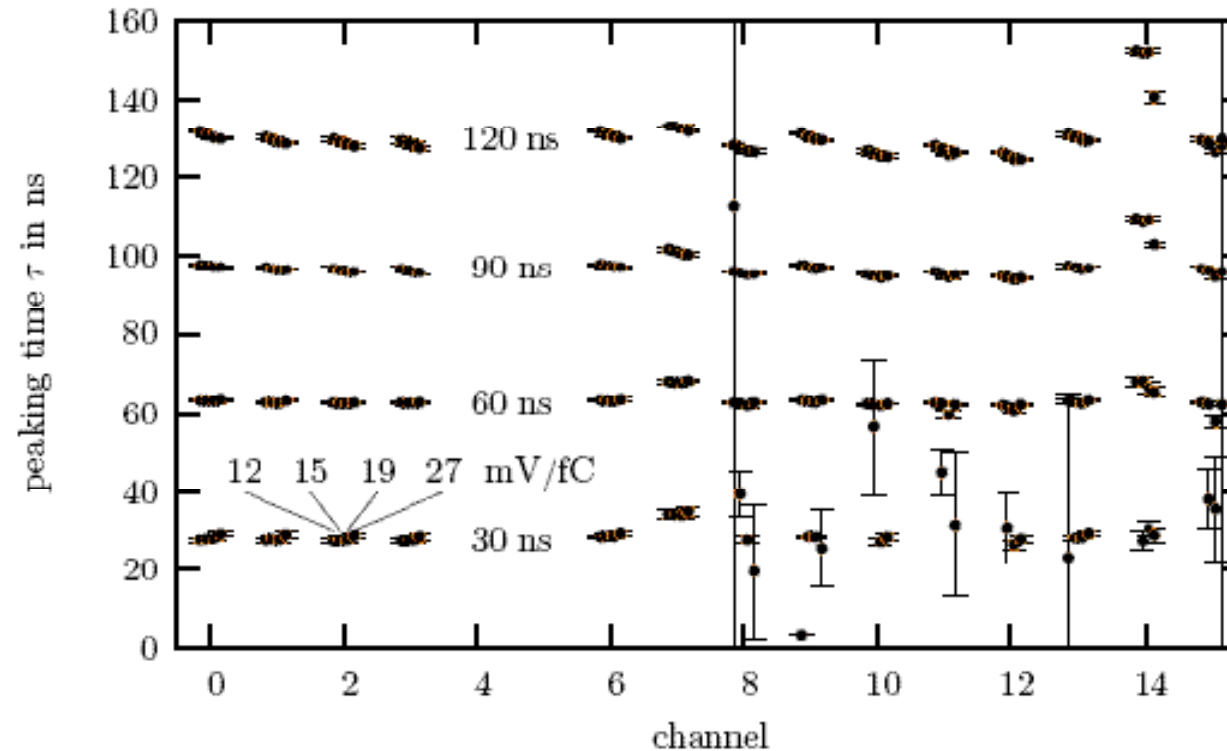 160
140
120
100
80
60
40
20
0
peaking time τ in ns
120 ns
90 ns
60 ns
12 15 19 27 mV/fC
30 ns
0 2 4 6 8 10 12 14
channel